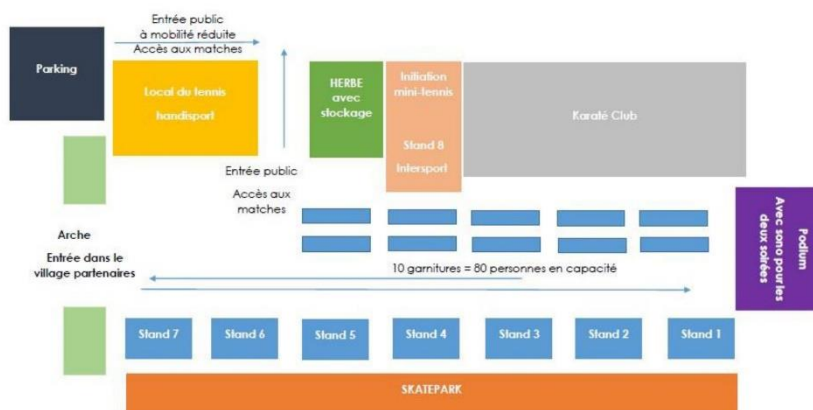 Entrée public
à mobilité réduite
Accès aux matches
Parking
Local du tennis
handisport
HERBE
avec
stockage
Initiation
mini-tennis
Stand 8
Intersport
Karaté Club
Entrée public
Accès aux
matches
Arche
Entrée dans le
village partenaires
10 garnitures = 80 personnes en capacité
Podium
Avec sono pour les
deux soirées
Stand 7
Stand 6
Stand 5
Stand 4
Stand 3
Stand 2
Stand 1
SKATEPARK